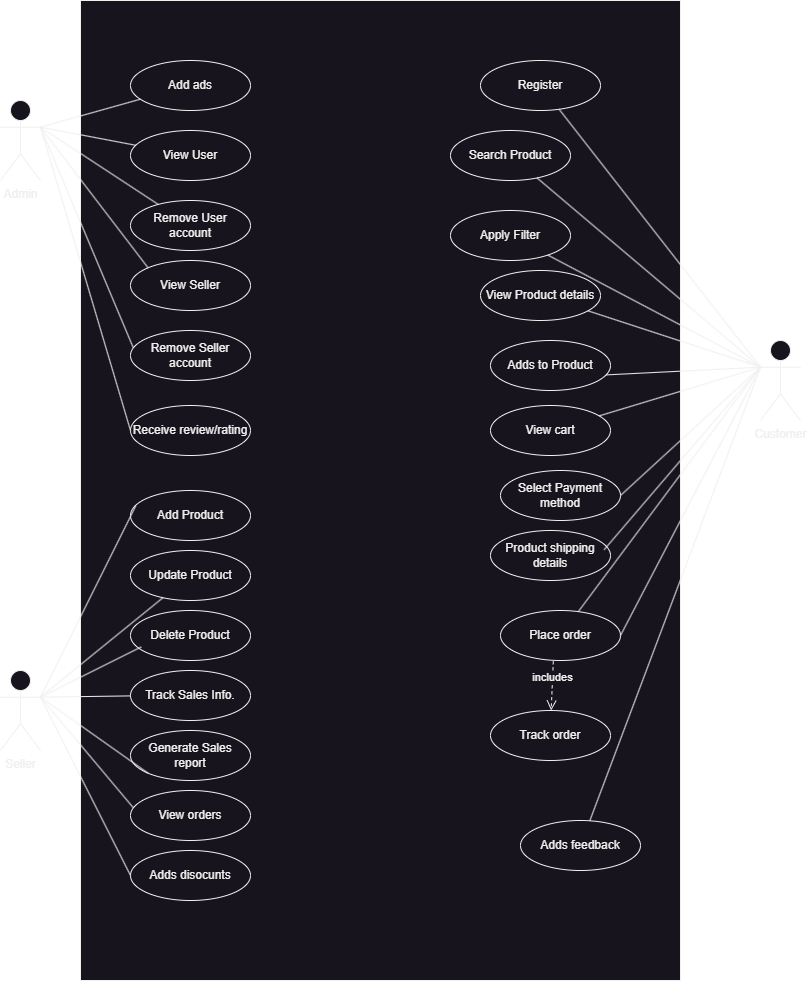 Admin
Add ads
View User
Remove User
account
View Seller
Remove Seller
account
Receive review/rating
Seller
Add Product
Update Product
Delete Product
Track Sales Info.
Generate Sales
report
View orders
Adds disocunts
Customer
Register
Search Product
Apply Filter
View Product details
Adds to Product
View cart
Select Payment
method
Product shipping
details
Place order
includes
Track order
Adds feedback